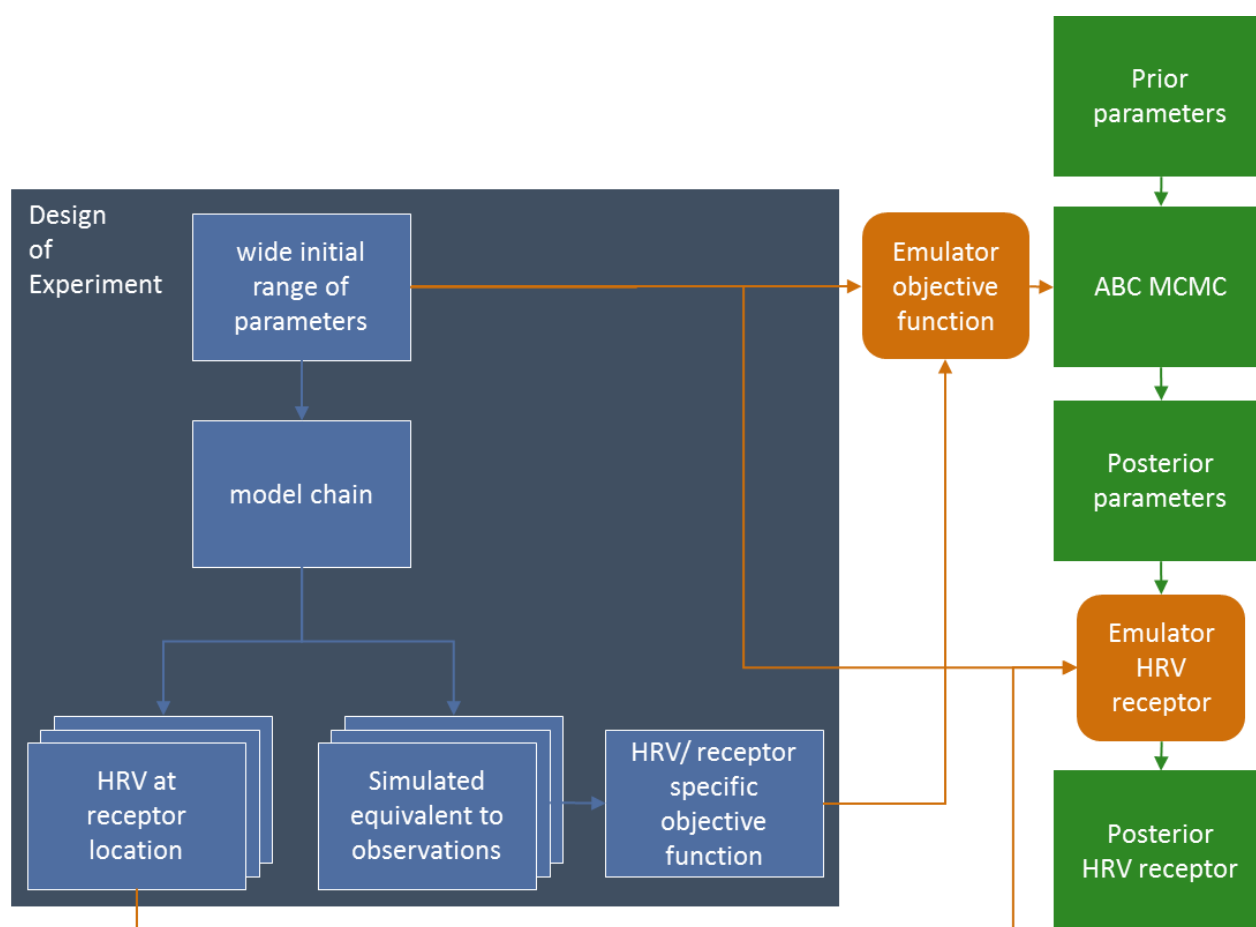 Prior
parameters
Design
of
Experiment
wide initial
range of
parameters
Emulator
objective
function
ABC MCMC
model chain
Posterior
parameters
Emulator
HRV
receptor
HRV at
receptor
location
Simulated
equivalent to
observations
HRV/ receptor
specific
objective
function
Posterior
HRV receptor